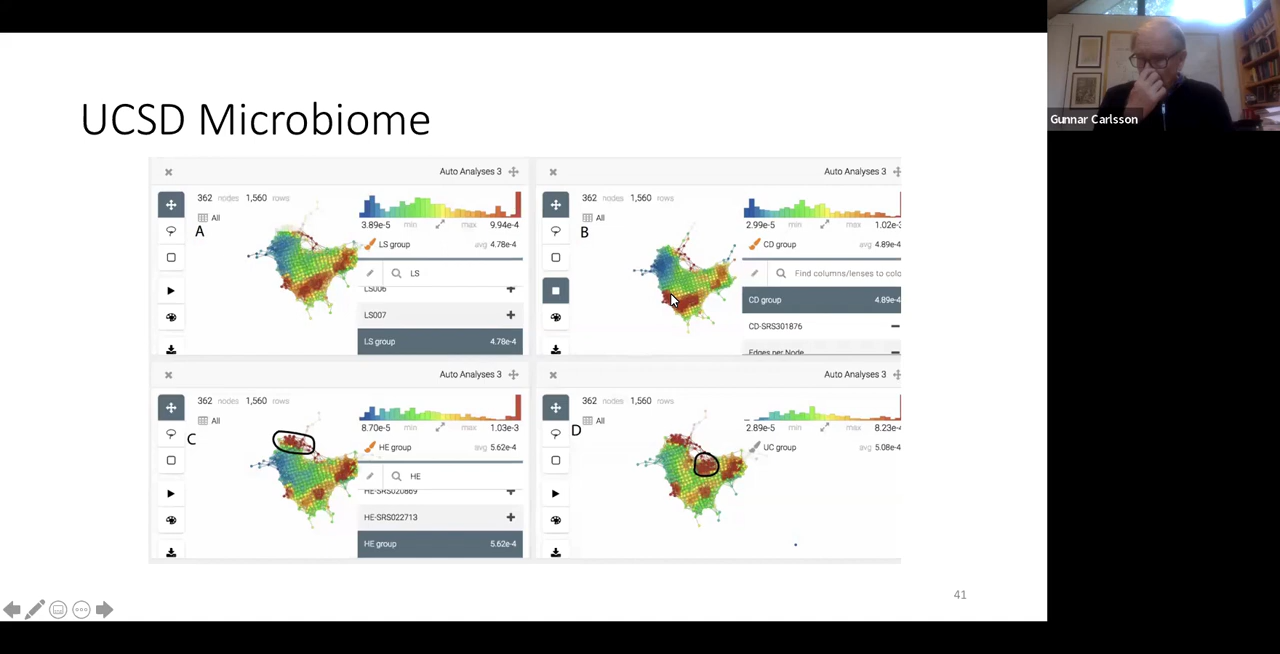 UCSD Microbiome
Gunnar Carlsson
Auto Analyses 3
362 nodes 1,560 rows
All
A
3.89e-5 min max 9.94e-4
LS group avg 4.78e-4
LS
LS006
LS007
LS group 4.78e-4
Auto Analyses 3
362 nodes 1,560 rows
All
B
2.99e-5 min max 1.02e-3
CD group avg 4.89e-4
Find columns/lenses to colo
CD group 4.89e-4
CD-SRS301876
Edges per Node
Auto Analyses 3
362 nodes 1,560 rows
All
C
8.70e-5 min max 1.03e-3
HE group avg 5.62e-4
HE
HE-SRS020869
HE-SRS022713
HE group 5.62e-4
Auto Analyses 3
362 nodes 1,560 rows
All
D
2.89e-5 min max 8.23e-4
UC group avg 5.08e-4
41